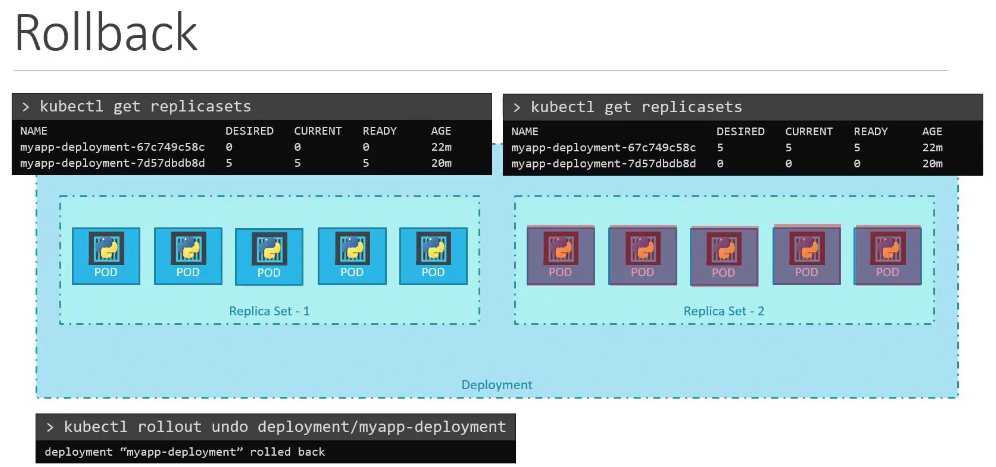 Rollback
> kubectl get replicasets
NAME DESIRED CURRENT READY AGE
myapp-deployment-67c749c58c 0 0 0 22m
myapp-deployment-7d57dbdb8d 5 5 5 20m
> kubectl get replicasets
NAME DESIRED CURRENT READY AGE
myapp-deployment-67c749c58c 5 5 5 22m
myapp-deployment-7d57dbdb8d 0 0 0 20m
POD POD POD POD POD
Replica Set - 1
POD POD POD POD POD
Replica Set - 2
Deployment
> kubectl rollout undo deployment/myapp-deployment
deployment “myapp-deployment” rolled back